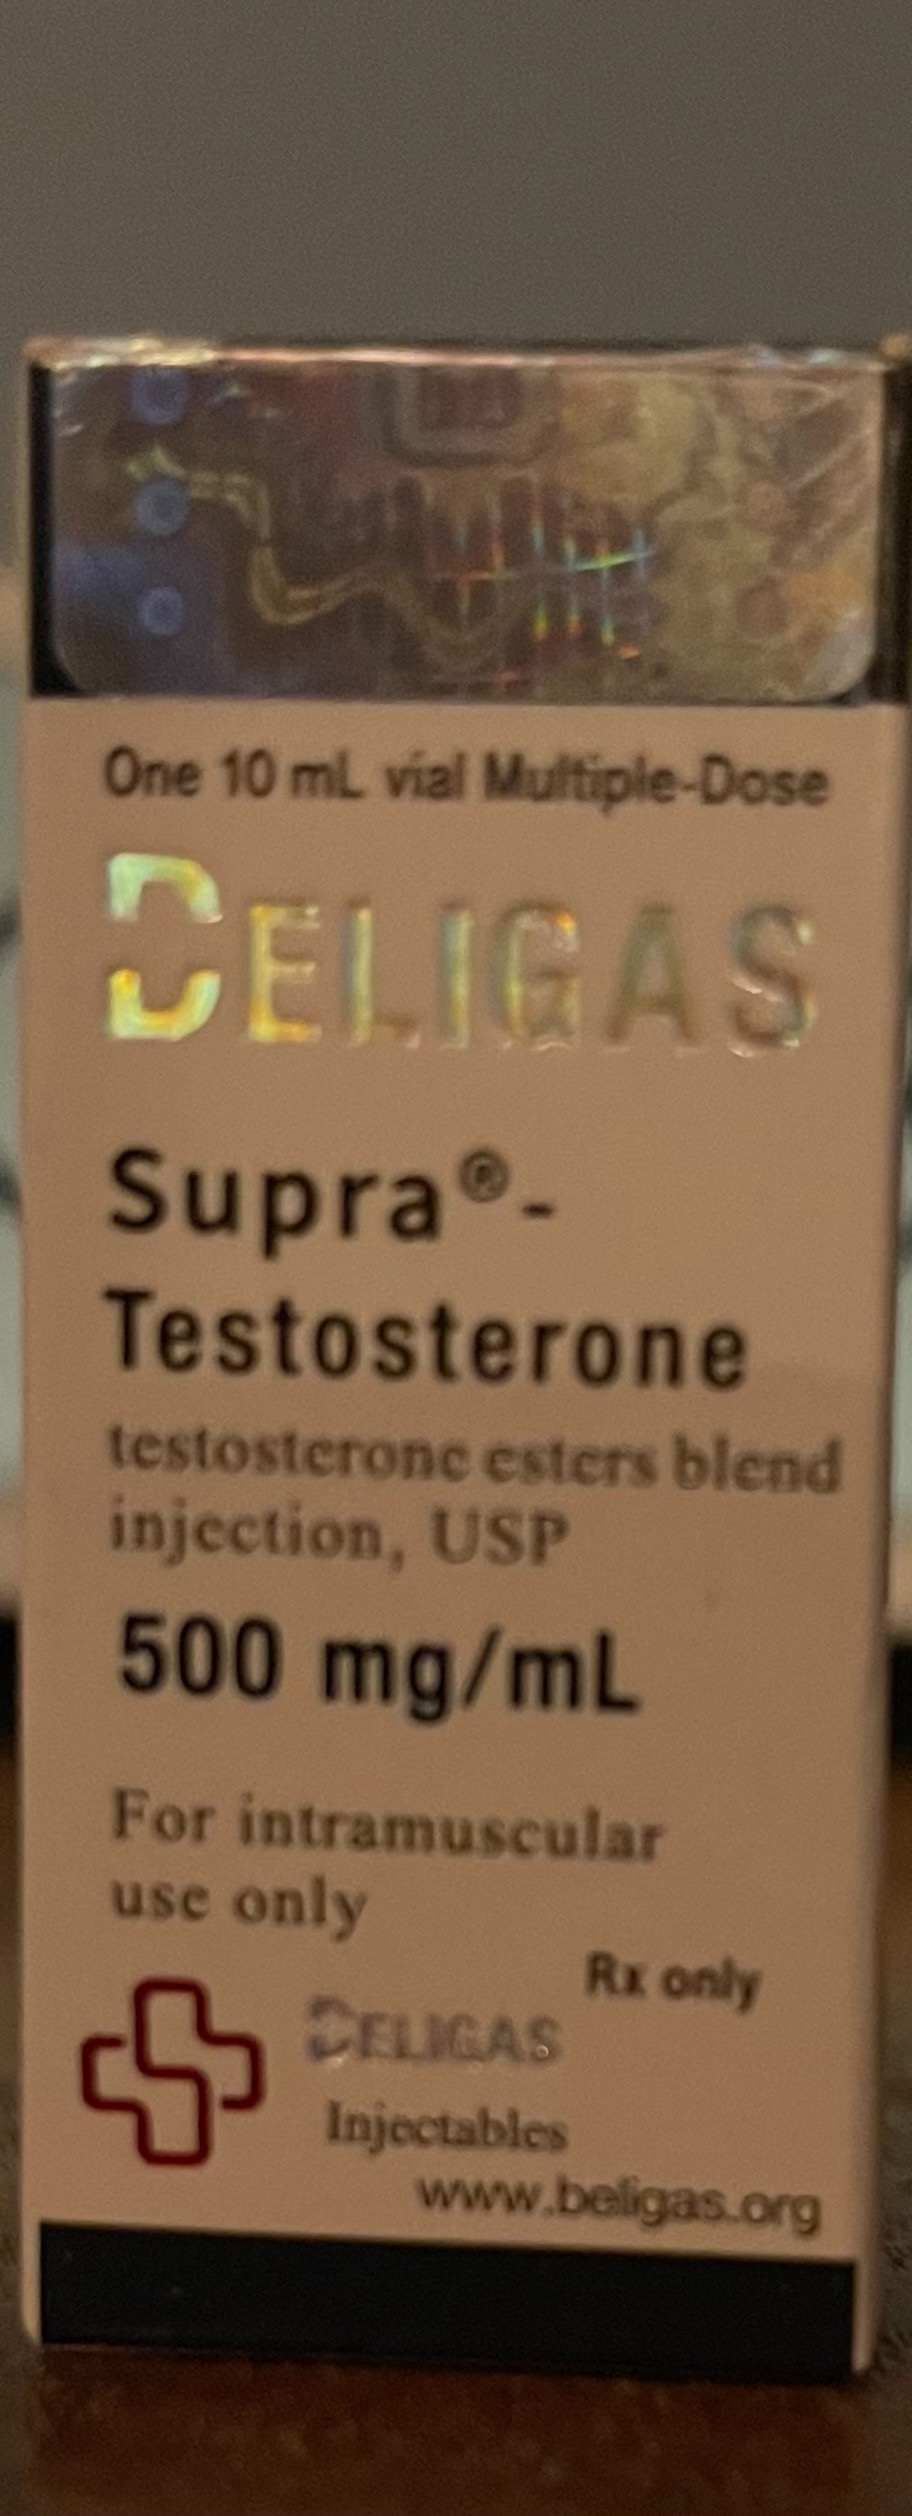 One 10 mL vial Multiple-Dose
BELIGAS
Supra®-
Testosterone
testosterone esters blend
injection, USP
500 mg/mL
For intramuscular
use only
Rx only
BELIGAS
Injectables
www.beligas.org